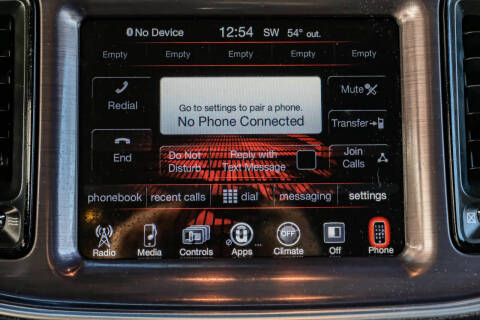 No Device 12:54 SW 54° out.
Empty Empty Empty Empty Empty
Redial
Go to settings to pair a phone.
No Phone Connected
Mute
Transfer
End
Do Not Disturb
Reply with Text Message
Join Calls
phonebook recent calls dial messaging settings
OFF
Radio Media Controls Apps ... Climate Off Phone